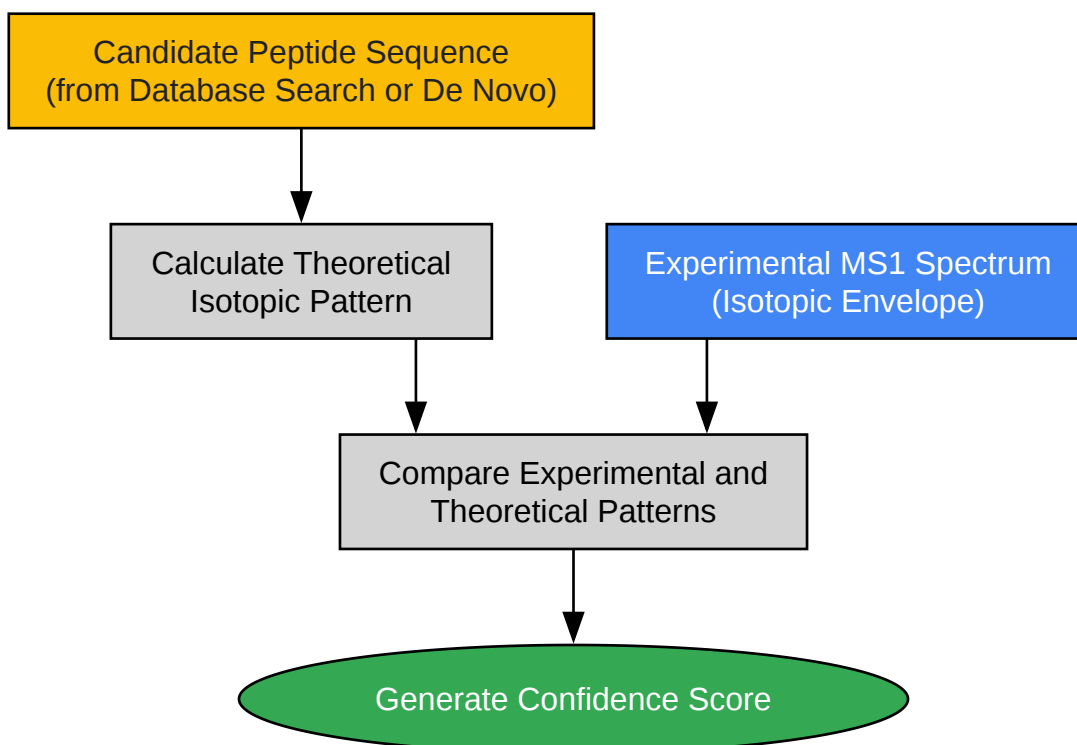 Candidate Peptide Sequence
(from Database Search or De Novo)
Calculate Theoretical
Isotopic Pattern
Experimental MS1 Spectrum
(Isotopic Envelope)
Compare Experimental and
Theoretical Patterns
Generate Confidence Score